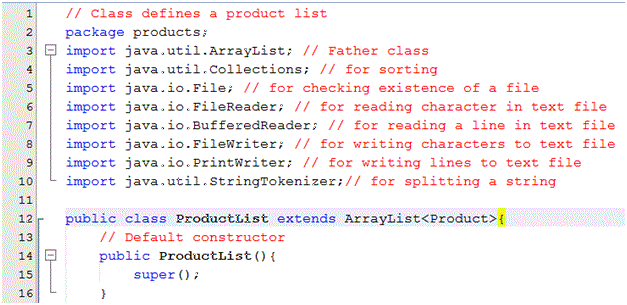 1 // Class defines a product list
2 package products;
3 import java.util.ArrayList; // Father class
4 import java.util.Collections; // for sorting
5 import java.io.File; // for checking existence of a file
6 import java.io.FileReader; // for reading character in text file
7 import java.io.BufferedReader; // for reading a line in text file
8 import java.io.FileWriter; // for writing characters to text file
9 import java.io.PrintWriter; // for writing lines to text file
10 import java.util.StringTokenizer;// for splitting a string
11
12 public class ProductList extends ArrayList<Product>{
13 // Default constructor
14 public ProductList(){
15 super();
16 }